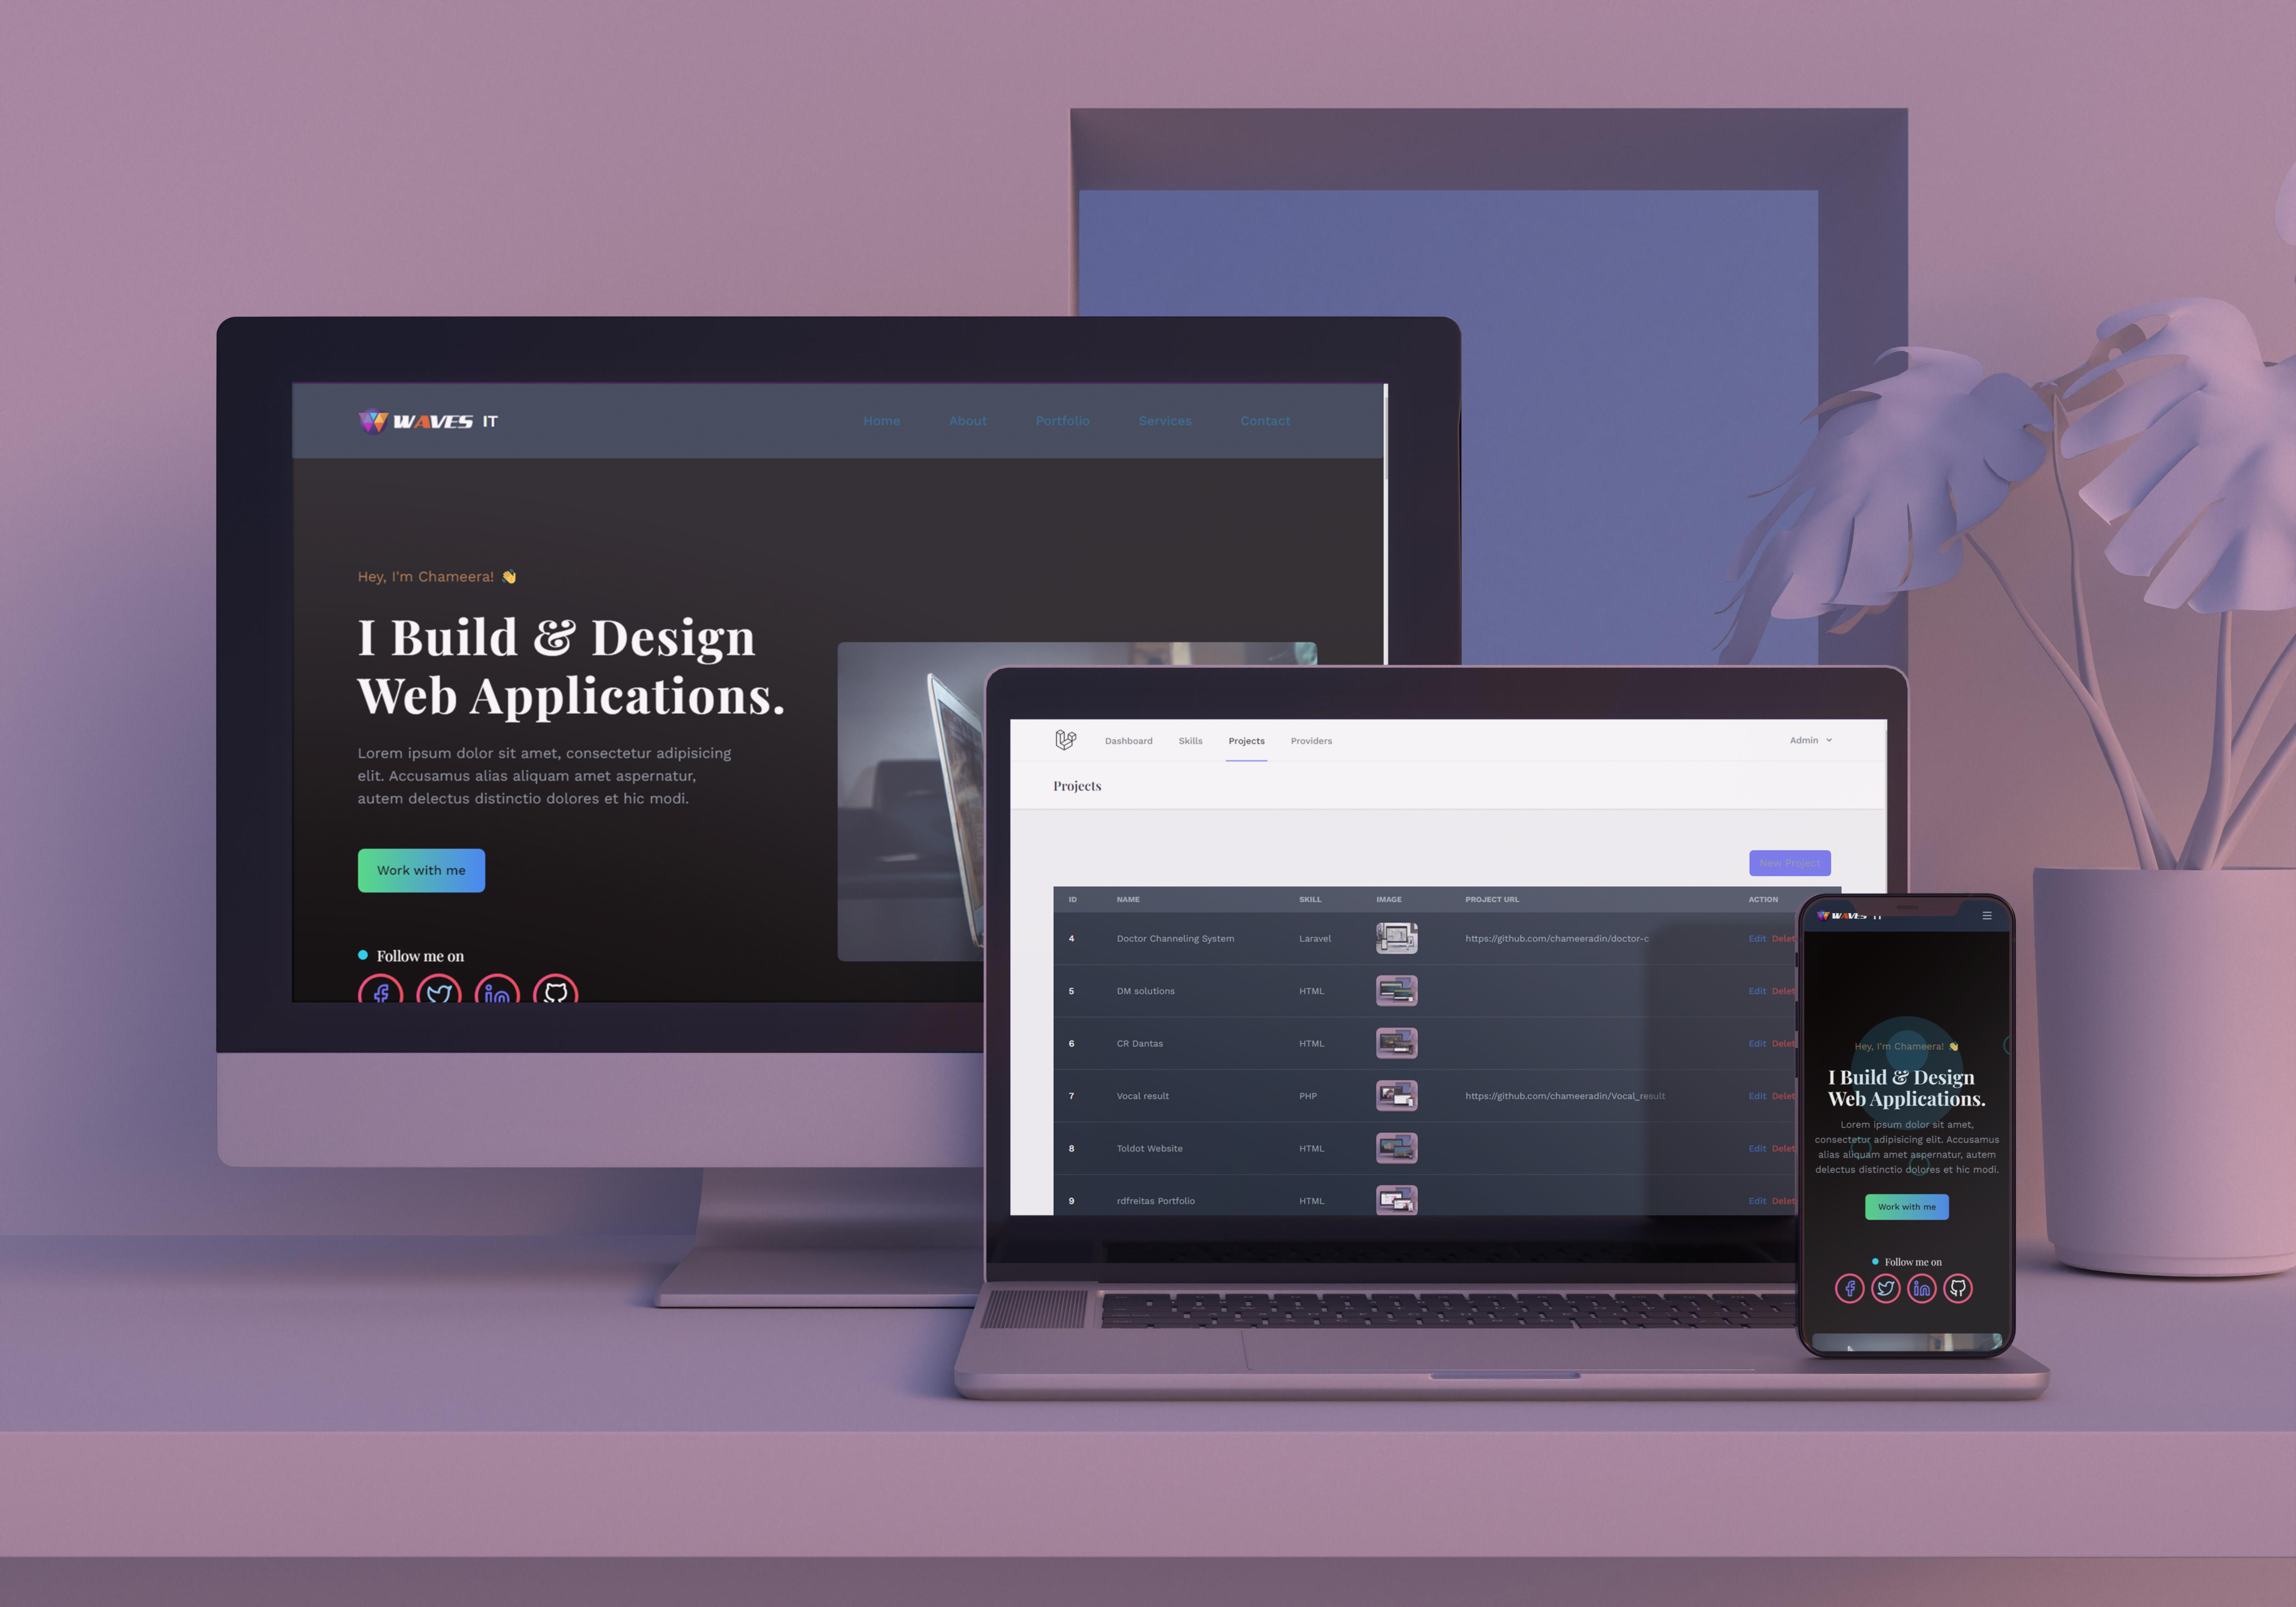 WAVES IT
Home About Portfolio Services Contact
Hey, I'm Chameera! 👋
I Build & Design
Web Applications.
Lorem ipsum dolor sit amet, consectetur adipisicing
elit. Accusamus alias aliquam amet aspernatur,
autem delectus distinctio dolores et hic modi.
Work with me
Follow me on
Dashboard Skills Projects Providers Admin
Projects
New Project
ID NAME SKILL IMAGE PROJECT URL ACTION
4 Doctor Channeling System Laravel https://github.com/chameeradin/doctor-c Edit Delet
5 DM solutions HTML Edit Delet
6 CR Dantas HTML Edit Delet
7 Vocal result PHP https://github.com/chameeradin/Vocal_result Edit Delet
8 Toldot Website HTML Edit Delet
9 rdfreitas Portfolio HTML Edit Delet
WAVES IT
Hey, I'm Chameera! 👋
I Build & Design
Web Applications.
Lorem ipsum dolor sit amet,
consectetur adipisicing elit. Accusamus
alias aliquam amet aspernatur, autem
delectus distinctio dolores et hic modi.
Work with me
Follow me on